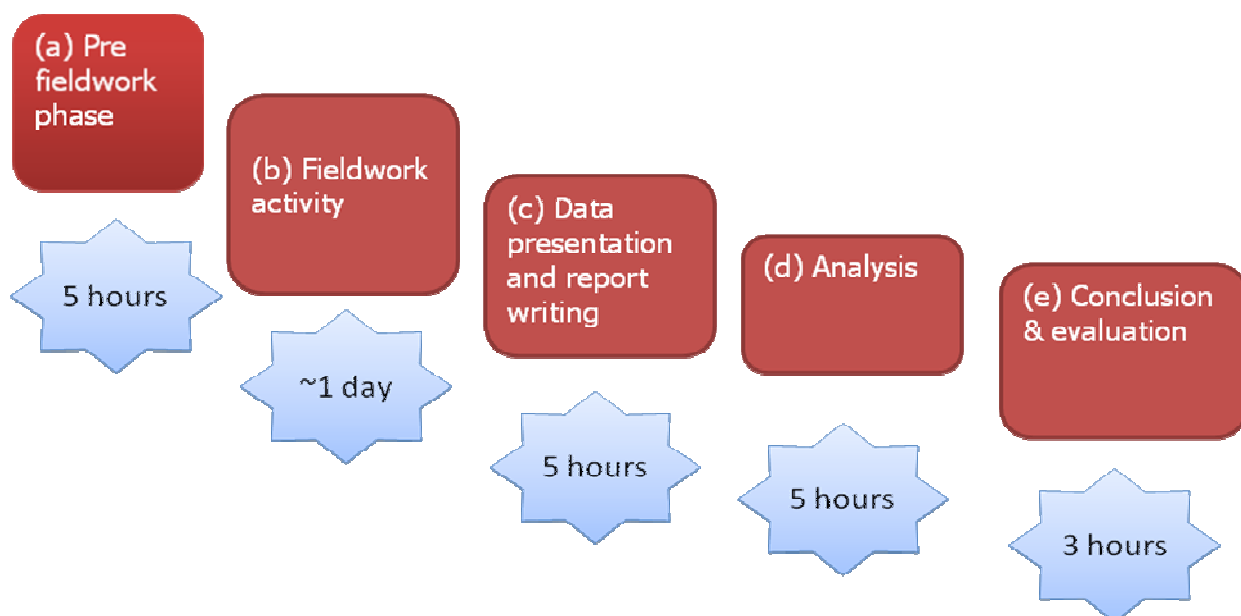 (a) Pre
fieldwork
phase
5 hours
(b) Fieldwork
activity
~1 day
(c) Data
presentation
and report
writing
5 hours
(d) Analysis
5 hours
(e) Conclusion
& evaluation
3 hours